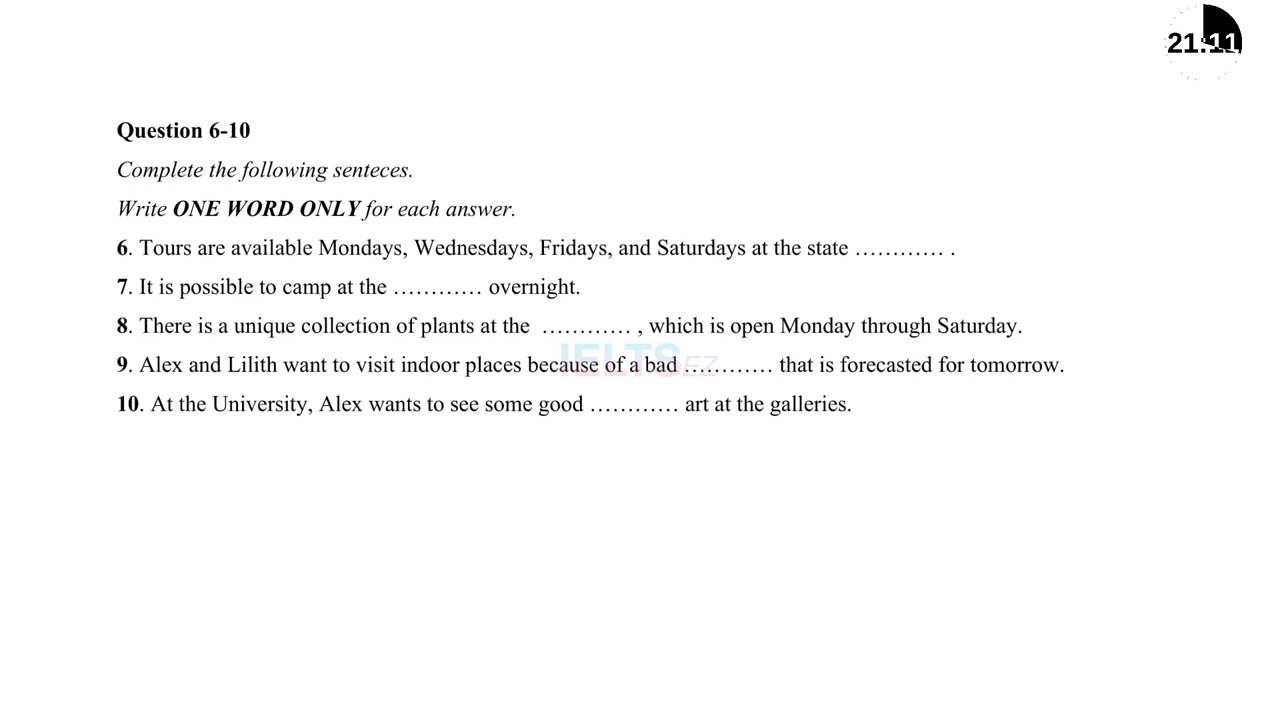 21:11
Question 6-10
Complete the following senteces.
Write ONE WORD ONLY for each answer.
6. Tours are available Mondays, Wednesdays, Fridays, and Saturdays at the state ………… .
7. It is possible to camp at the ………… overnight.
8. There is a unique collection of plants at the ………… , which is open Monday through Saturday.
9. Alex and Lilith want to visit indoor places because of a bad ………… that is forecasted for tomorrow.
IELTS EZ
10. At the University, Alex wants to see some good ………… art at the galleries.